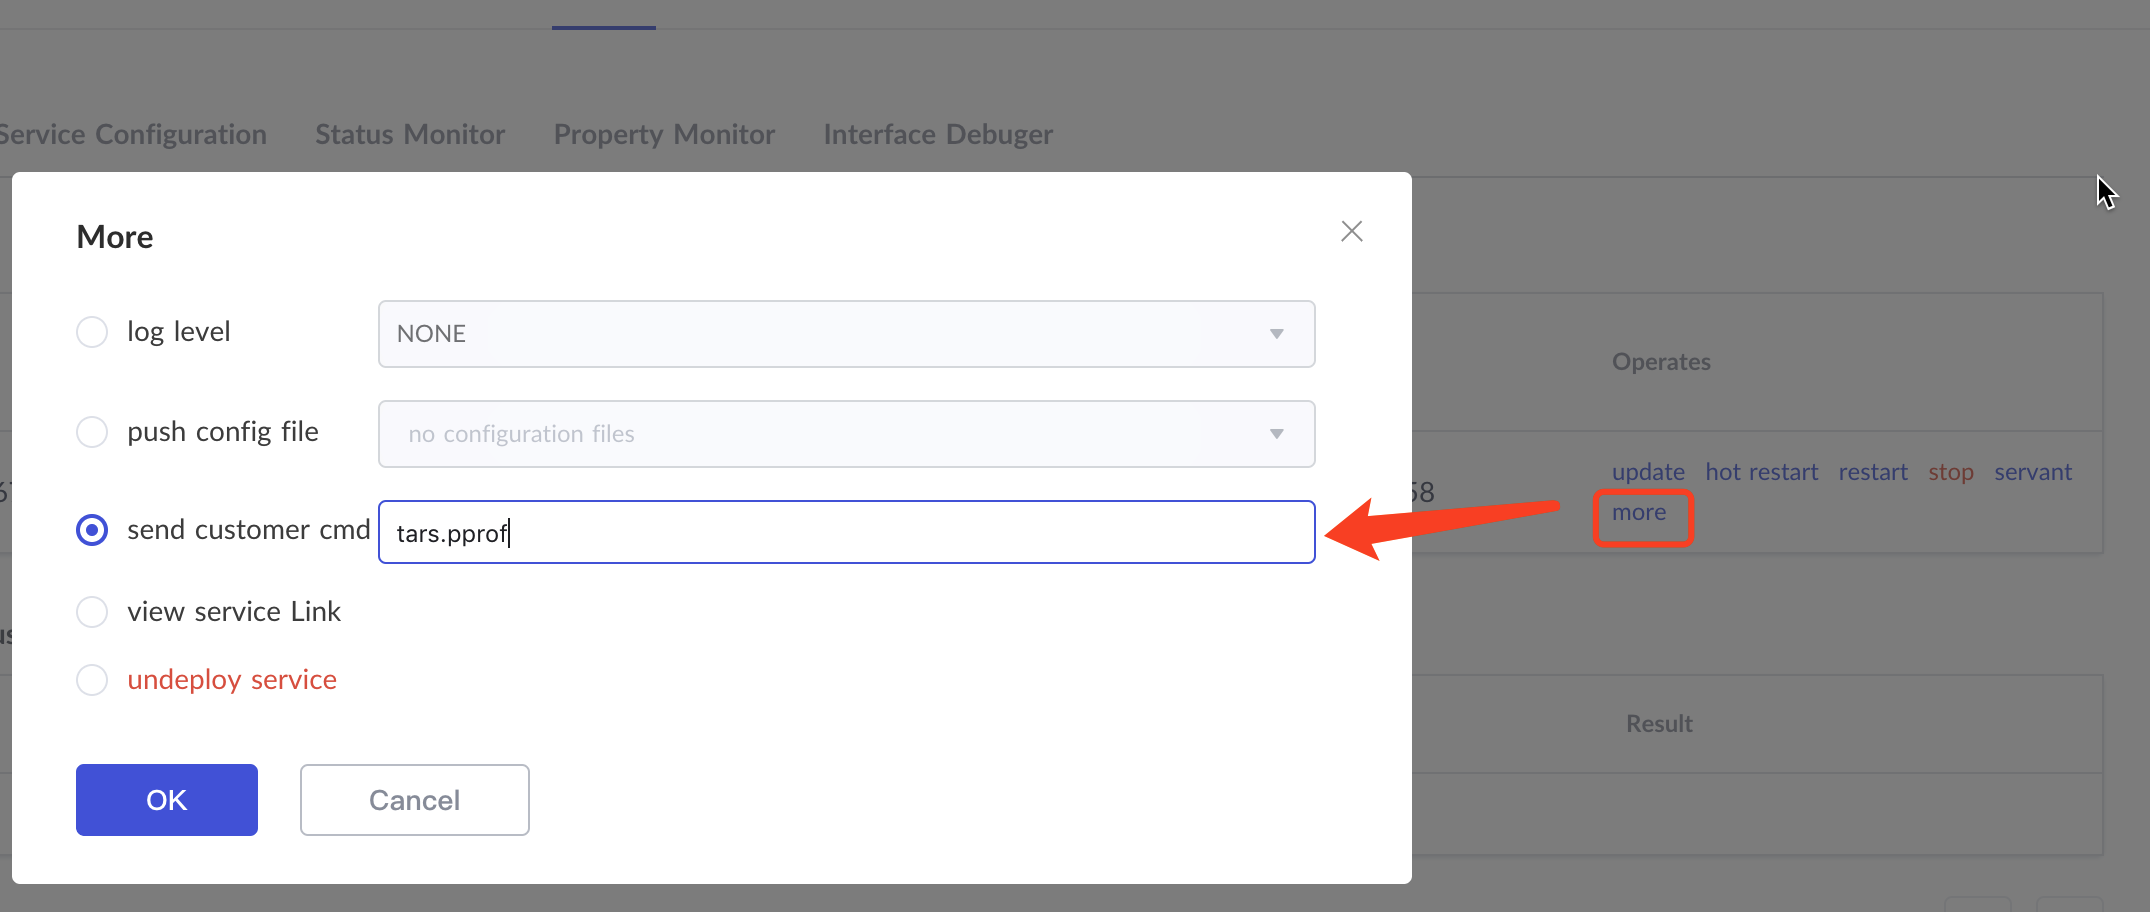 Service Configuration Status Monitor Property Monitor Interface Debuger
More
log level NONE
Operates
push config file no configuration files
update hot restart restart stop servant
58
more
send customer cmd tars.pprof
view service Link
undeploy service
Result
OK Cancel